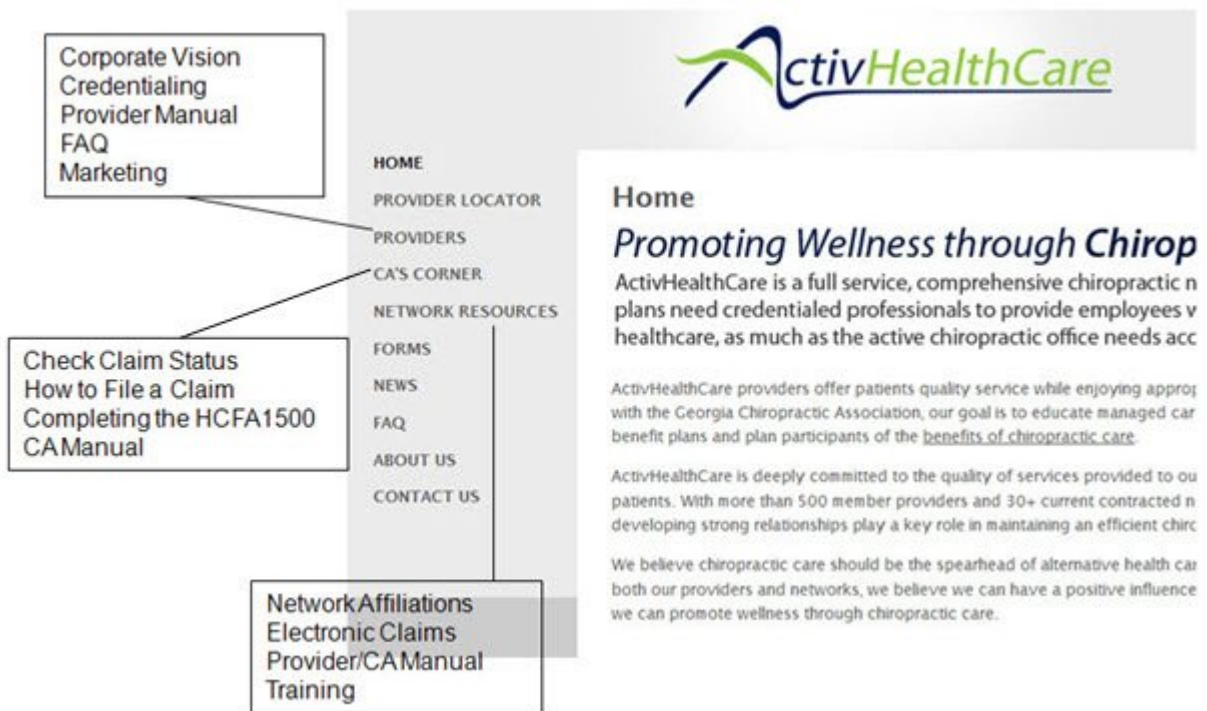 Corporate Vision
Credentialing
Provider Manual
FAQ
Marketing
ActivHealthCare
HOME
PROVIDER LOCATOR
PROVIDERS
CA'S CORNER
NETWORK RESOURCES
FORMS
NEWS
FAQ
ABOUT US
CONTACT US
Check Claim Status
How to File a Claim
Completing the HCFA1500
CA Manual
Network Affiliations
Electronic Claims
Provider/CA Manual
Training
Home
Promoting Wellness through Chirop
ActivHealthCare is a full service, comprehensive chiropractic n
plans need credentialed professionals to provide employees
healthcare, as much as the active chiropractic office needs acc
ActivHealthCare providers offer patients quality service while enjoying approp
with the Georgia Chiropractic Association, our goal is to educate managed car
benefit plans and plan participants of the benefits of chiropractic care.
ActivHealthCare is deeply committed to the quality of services provided to ou
patients. With more than 500 member providers and 30+ current contracted n
developing strong relationships play a key role in maintaining an efficient chirc
We believe chiropractic care should be the spearhead of alternative health car
both our providers and networks, we believe we can have a positive influence
we can promote wellness through chiropractic care.